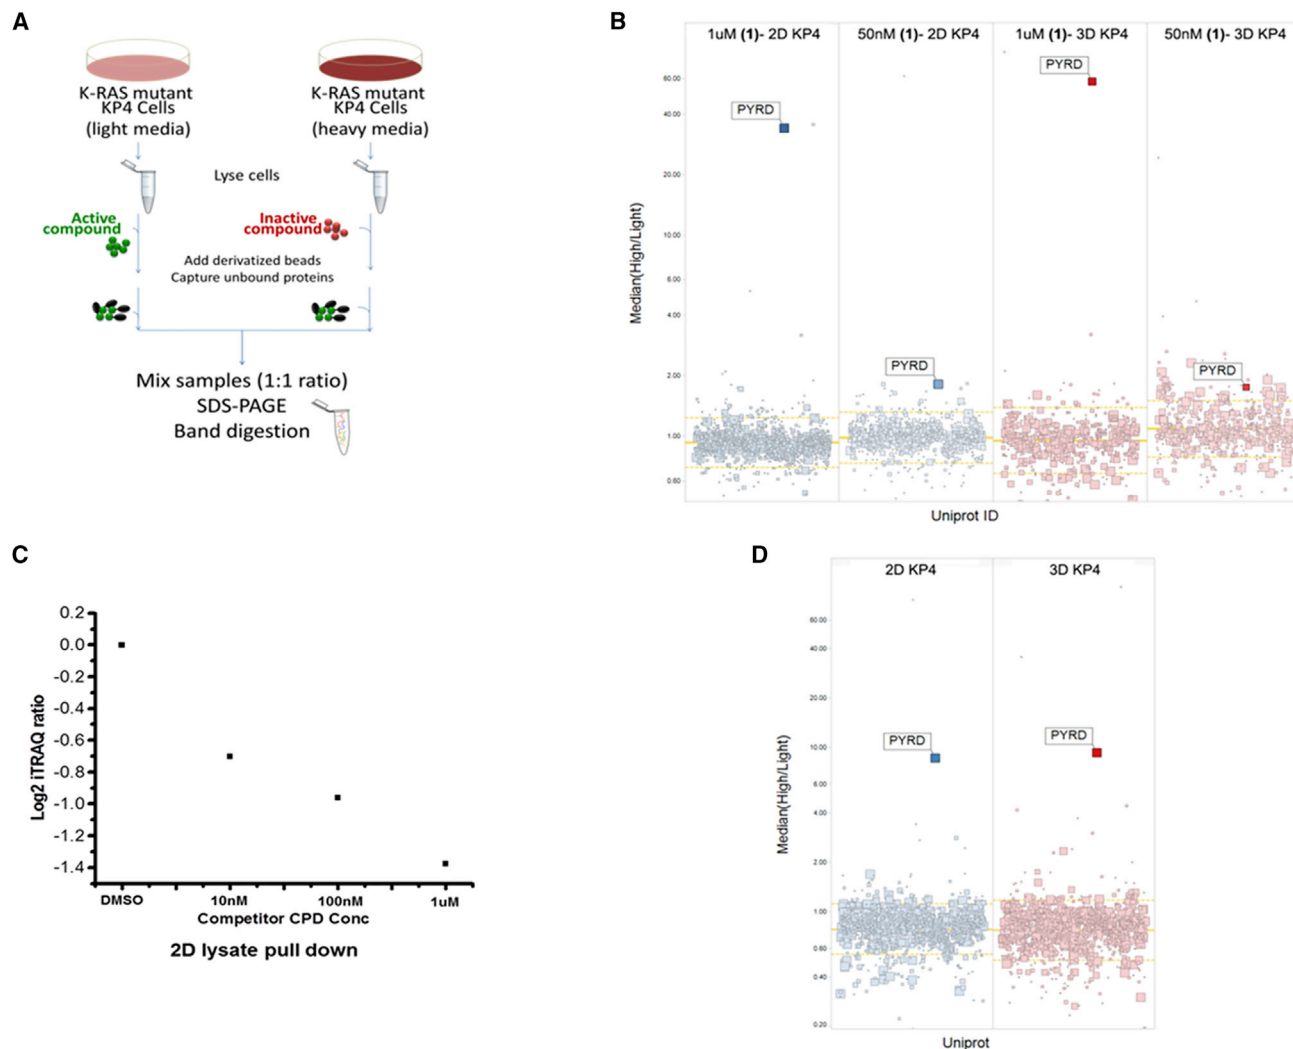 A
K-RAS mutant
KP4 Cells
(light media)
K-RAS mutant
KP4 Cells
(heavy media)
Lyse cells
Active
compound
Inactive
compound
Add derivatized beads
Capture unbound proteins
Mix samples (1:1 ratio)
SDS-PAGE
Band digestion
B
1uM (1)- 2D KP4
50nM (1)- 2D KP4
1uM (1)- 3D KP4
50nM (1)- 3D KP4
PYRD
PYRD
PYRD
PYRD
60.00
40.00
20.00
10.00
6.00
4.00
2.00
1.00
0.60
Median(High/Light)
Uniprot ID
C
0.2
0.0
-0.2
-0.4
-0.6
-0.8
-1.0
-1.2
-1.4
Log2 iTRAQ ratio
DMSO
10nM
100nM
1uM
Competitor CPD Conc
2D lysate pull down
D
2D KP4
3D KP4
PYRD
PYRD
60.00
40.00
20.00
10.00
6.00
4.00
2.00
1.00
0.60
0.40
0.20
Median(High/Light)
Uniprot